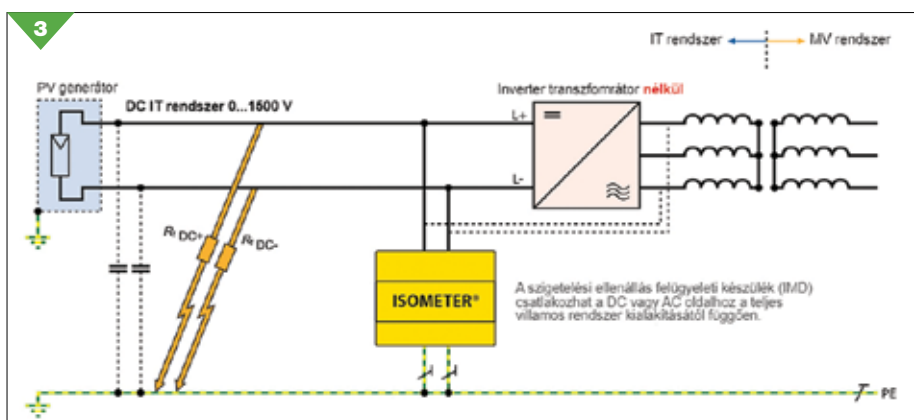 3
IT rendszer
MV rendszer
PV generátor
DC IT rendszer 0...1500 V
Inverter transzfomrátor nélkül
L+
L-
Rf DC+
Rf DC-
ISOMETER®
A szigetelési ellenállás felügyeleti készülék (IMD)
csatlakozhat a DC vagy AC oldalhoz a teljes
villamos rendszer kialakításától függően.
PE